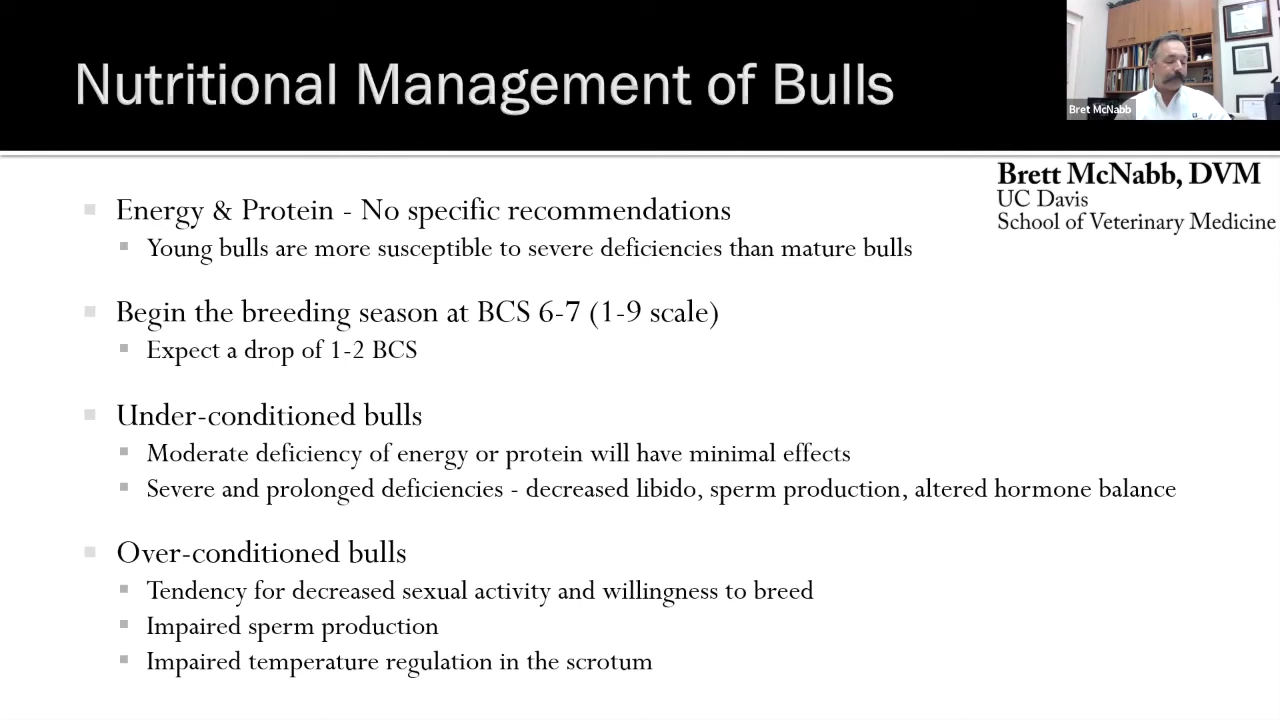 Nutritional Management of Bulls
Bret McNabb
Brett McNabb, DVM
UC Davis
School of Veterinary Medicine
Energy & Protein - No specific recommendations
Young bulls are more susceptible to severe deficiencies than mature bulls
Begin the breeding season at BCS 6-7 (1-9 scale)
Expect a drop of 1-2 BCS
Under-conditioned bulls
Moderate deficiency of energy or protein will have minimal effects
Severe and prolonged deficiencies - decreased libido, sperm production, altered hormone balance
Over-conditioned bulls
Tendency for decreased sexual activity and willingness to breed
Impaired sperm production
Impaired temperature regulation in the scrotum